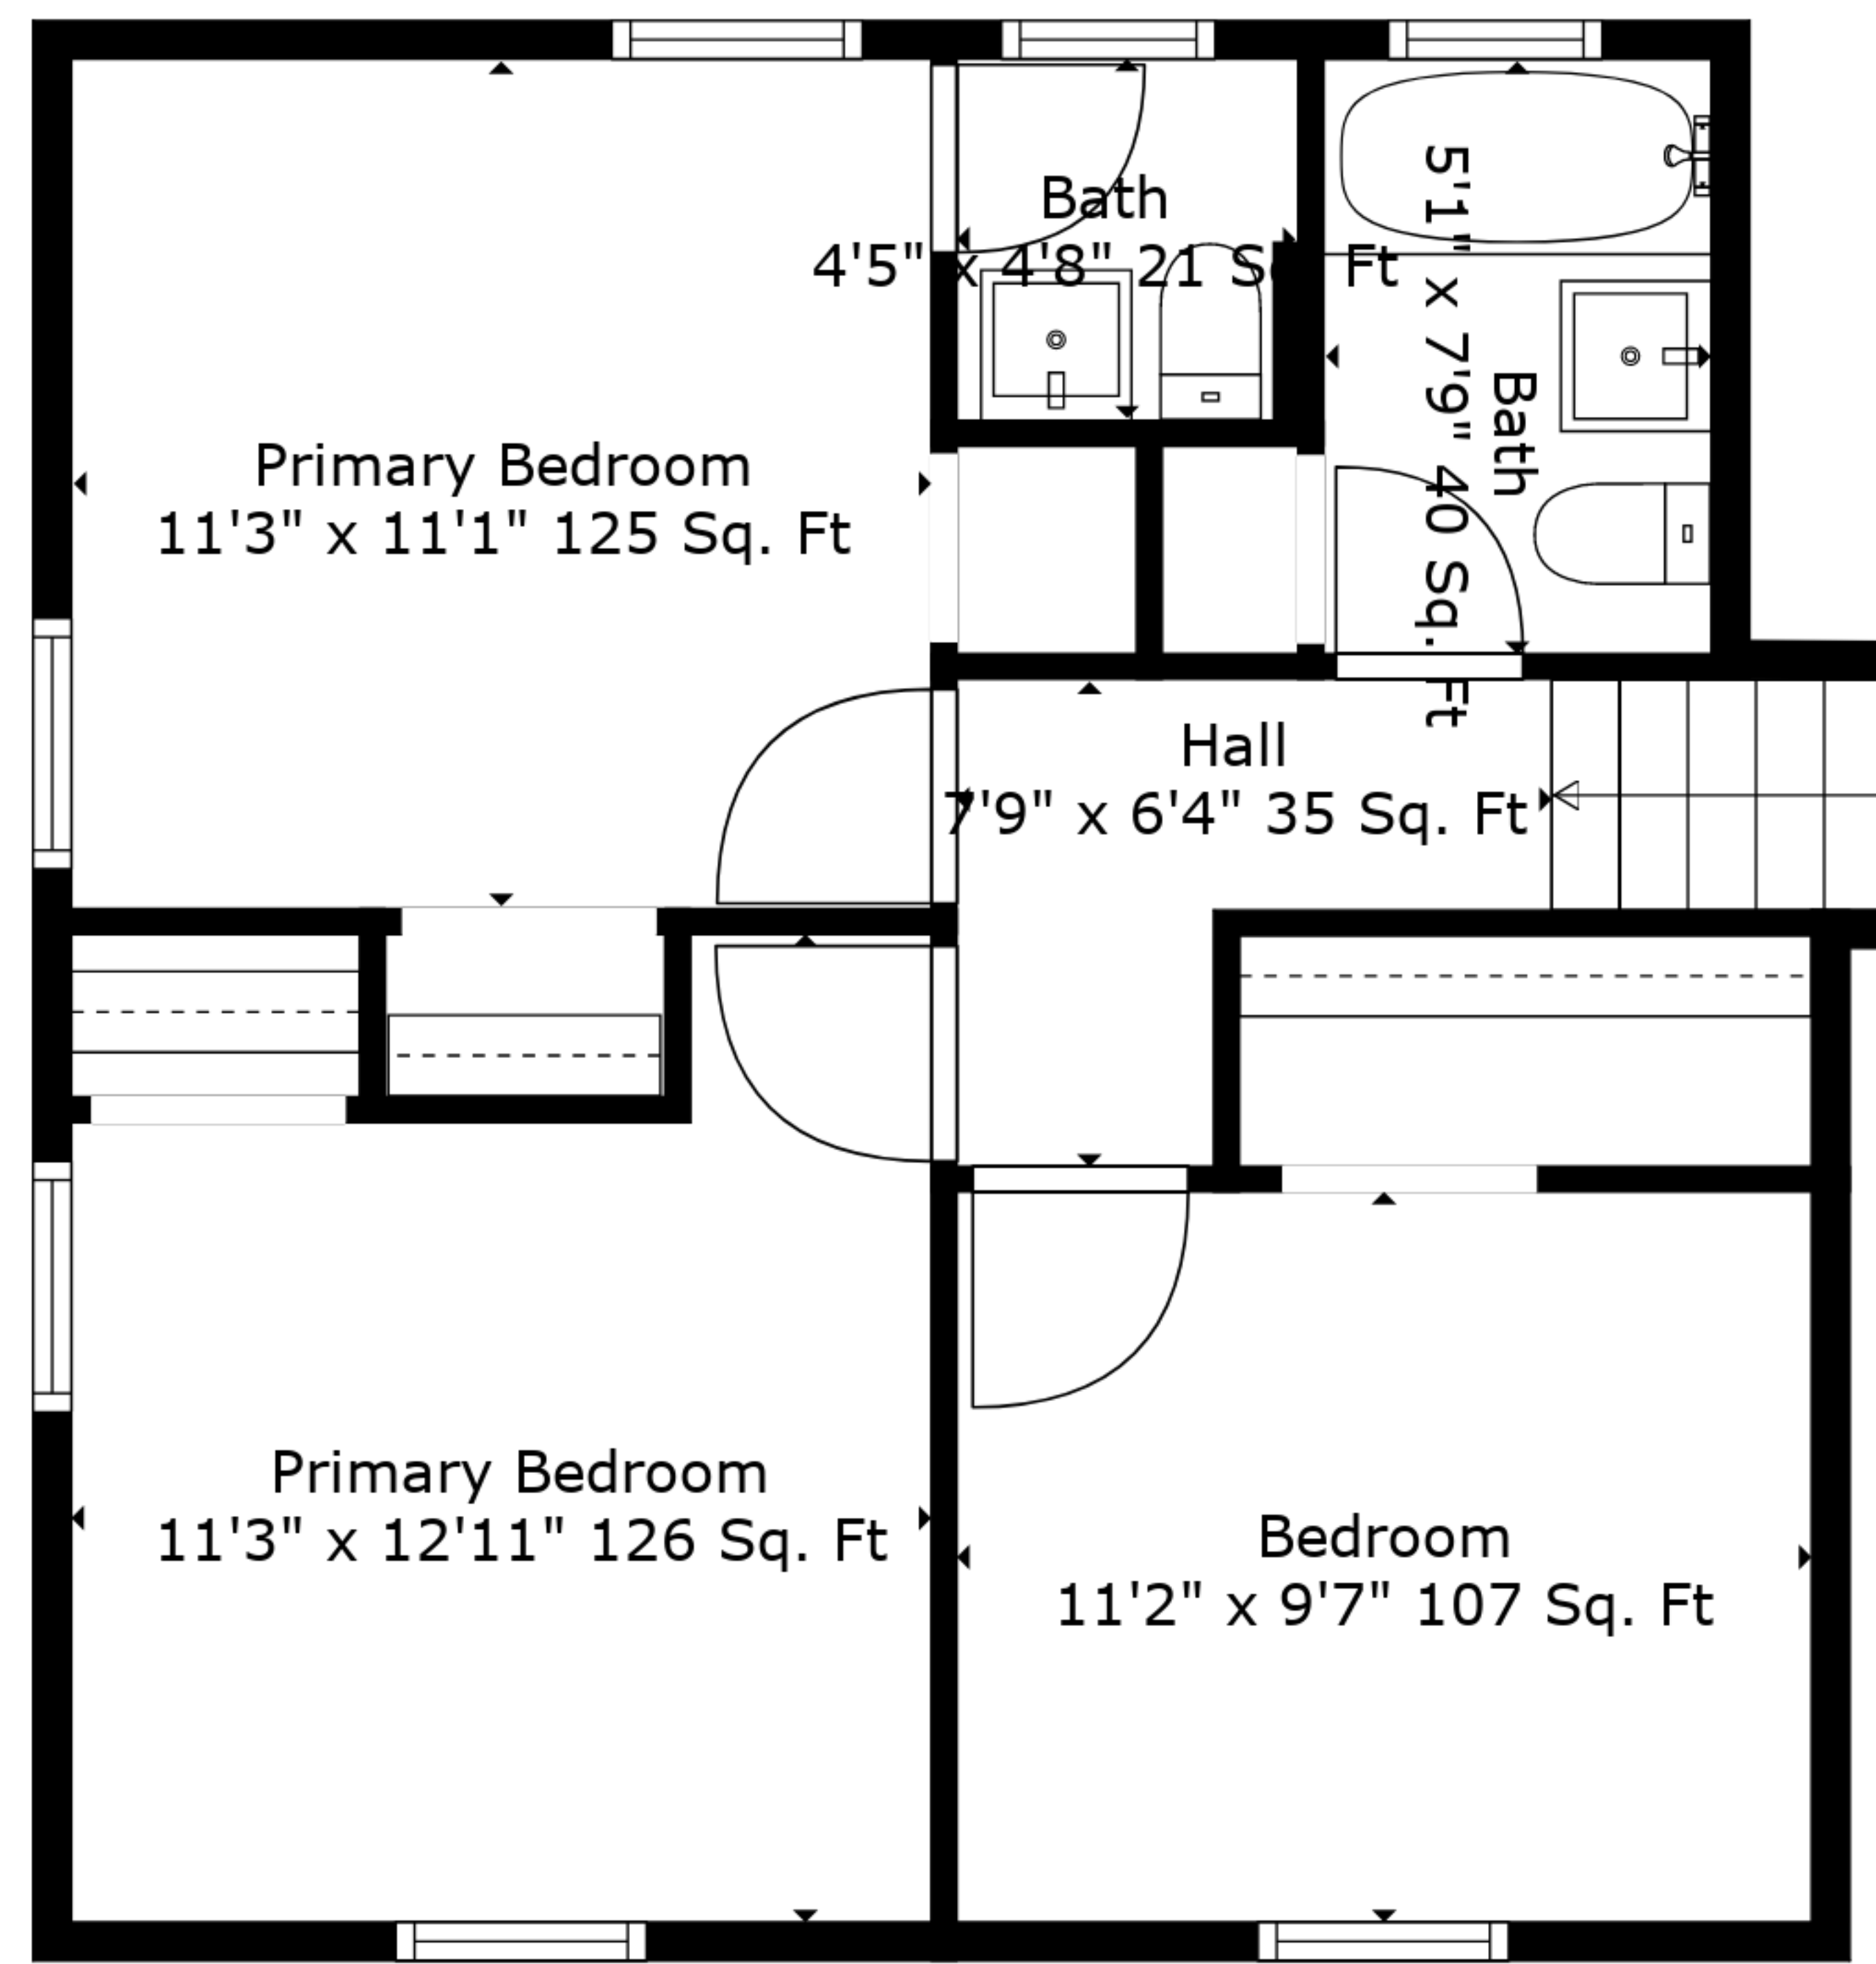 Bath
4'5" x 4'8" 21 Sq. Ft
Bath
5'1" x 7'9" 40 Sq. Ft
Primary Bedroom
11'3" x 11'1" 125 Sq. Ft
Hall
7'9" x 6'4" 35 Sq. Ft
Primary Bedroom
11'3" x 12'11" 126 Sq. Ft
Bedroom
11'2" x 9'7" 107 Sq. Ft